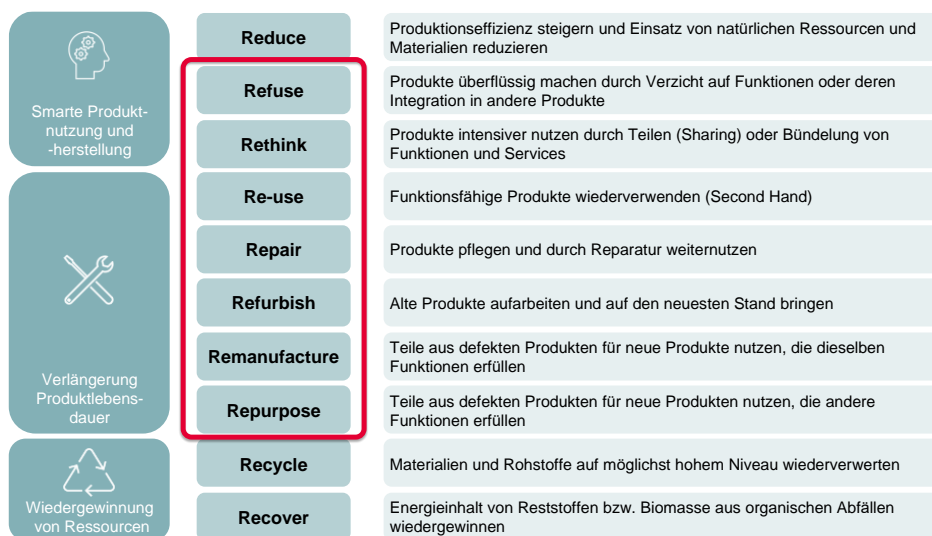 Smarte Produkt-
nutzung und
-herstellung
Reduce
Produktionseffizienz steigern und Einsatz von natürlichen Ressourcen und
Materialien reduzieren
Refuse
Produkte überflüssig machen durch Verzicht auf Funktionen oder deren
Integration in andere Produkte
Rethink
Produkte intensiver nutzen durch Teilen (Sharing) oder Bündelung von
Funktionen und Services
Verlängerung
Produktlebens-
dauer
Re-use
Funktionsfähige Produkte wiederverwenden (Second Hand)
Repair
Produkte pflegen und durch Reparatur weiternutzen
Refurbish
Alte Produkte aufarbeiten und auf den neuesten Stand bringen
Remanufacture
Teile aus defekten Produkten für neue Produkte nutzen, die dieselben
Funktionen erfüllen
Repurpose
Teile aus defekten Produkten für neue Produkten nutzen, die andere
Funktionen erfüllen
Wiedergewinnung
von Ressourcen
Recycle
Materialien und Rohstoffe auf möglichst hohem Niveau wiederverwerten
Recover
Energieinhalt von Reststoffen bzw. Biomasse aus organischen Abfällen
wiedergewinnen